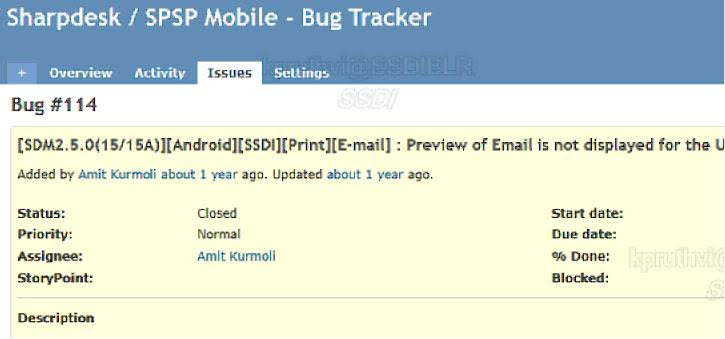 Sharpdesk / SPSP Mobile - Bug Tracker
+ Overview Activity Issues Settings
kpruthvi@SSDIBLR
SSDI
Bug #114
[SDM2.5.0(15/15A)][Android][SSDI][Print][E-mail] : Preview of Email is not displayed for the U
Added by Amit Kurmoli about 1 year ago. Updated about 1 year ago.
Status: Closed Start date:
Priority: Normal Due date:
Assignee: Amit Kurmoli % Done:
kpruthvi@
StoryPoint: Blocked:
SS
Description